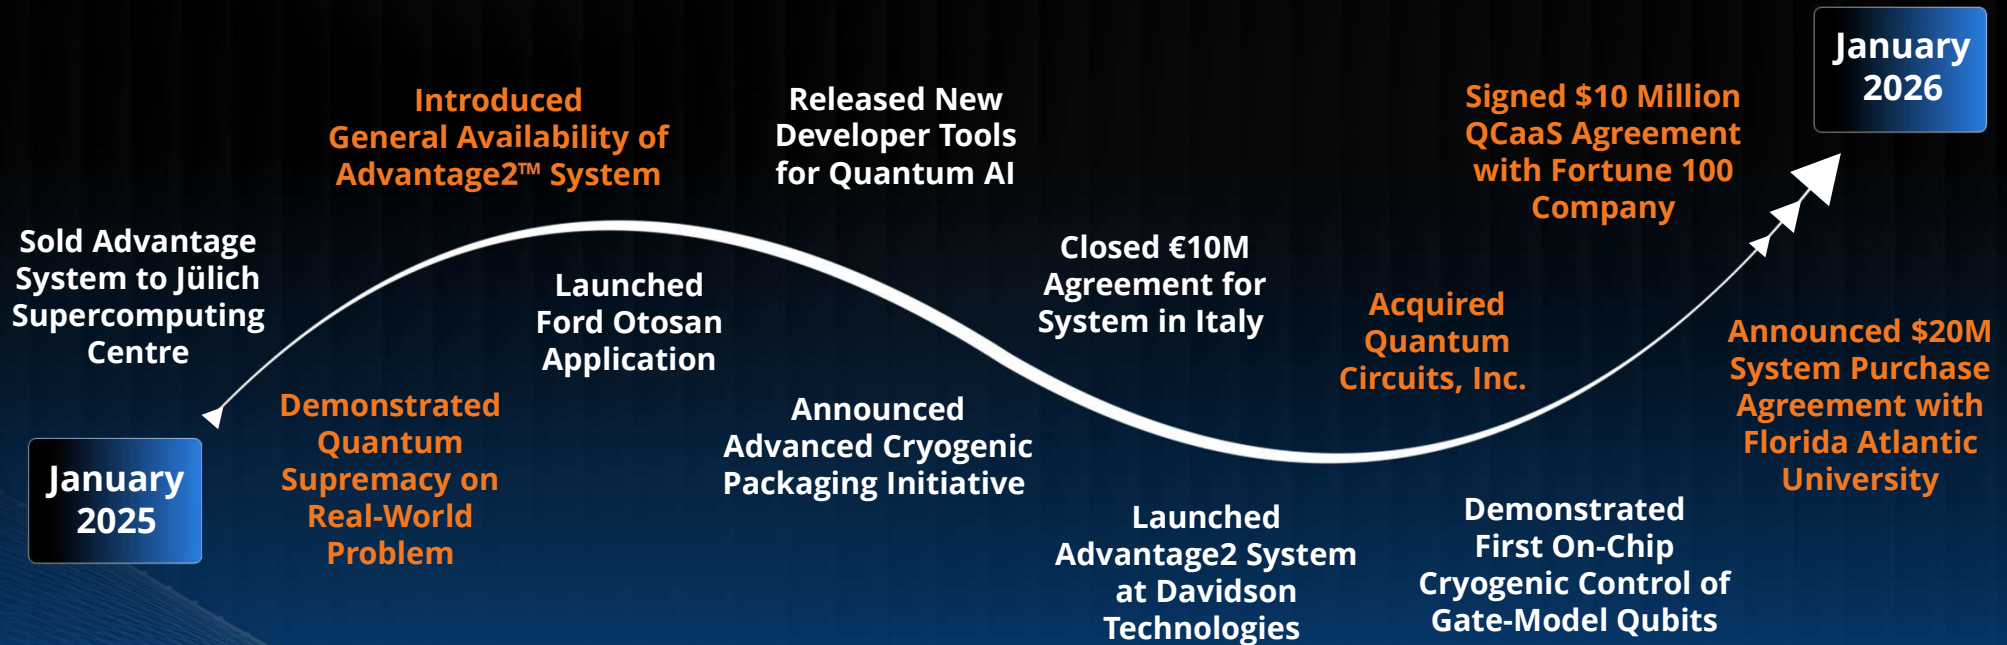 January
2025
Sold Advantage
System to Jülich
Supercomputing
Centre
Demonstrated
Quantum
Supremacy on
Real-World
Problem
Introduced
General Availability of
Advantage2™ System
Launched
Ford Otosan
Application
Released New
Developer Tools
for Quantum AI
Announced
Advanced Cryogenic
Packaging Initiative
Closed €10M
Agreement for
System in Italy
Launched
Advantage2 System
at Davidson
Technologies
Acquired
Quantum
Circuits, Inc.
Demonstrated
First On-Chip
Cryogenic Control of
Gate-Model Qubits
Signed $10 Million
QCaaS Agreement
with Fortune 100
Company
Announced $20M
System Purchase
Agreement with
Florida Atlantic
University
January
2026